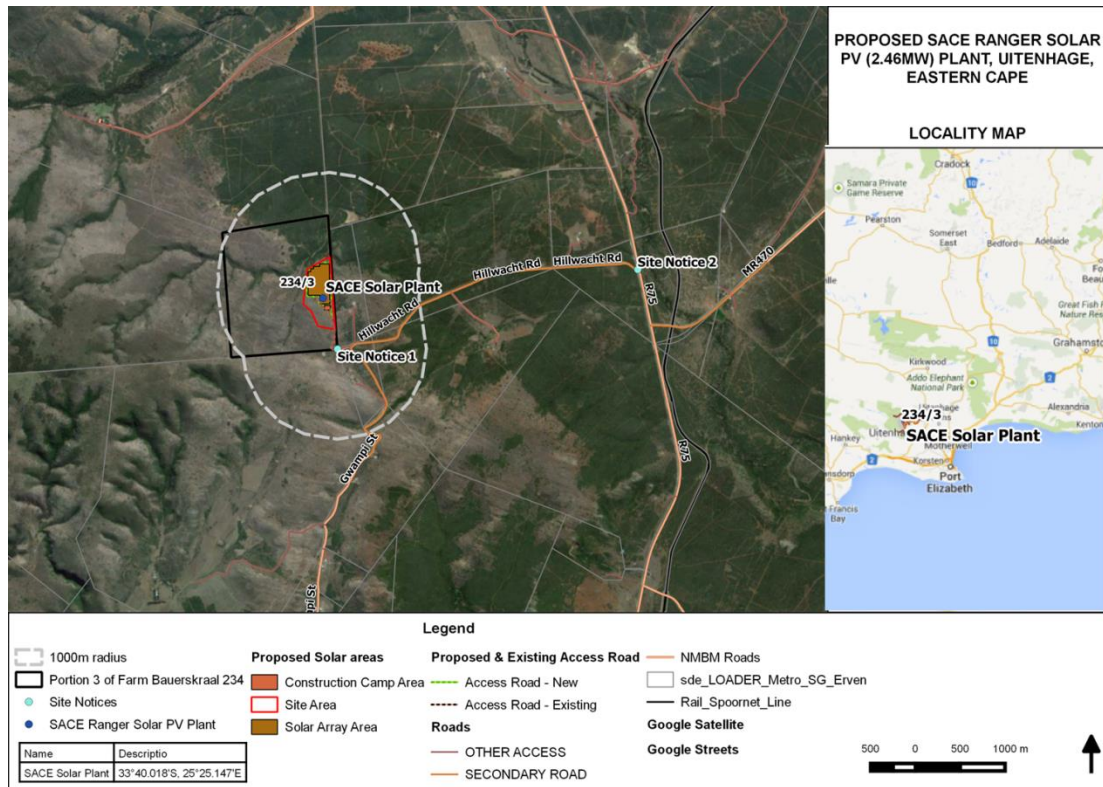 PROPOSED SACE RANGER SOLAR
PV (2.46MW) PLANT, UITENHAGE,
EASTERN CAPE
LOCALITY MAP
234/3
SACE Solar Plant
Hillwacht Rd
Hillwacht Rd
Hillwacht Rd
Site Notice 1
Site Notice 2
MR470
R75
R75
Gwampi St
Cradock
10
Samara Private
Game Reserve
Pearston
Somerset
East
Bedford
Adelaide
Great Fish
Nature
10
Grahamsto
2
Kirkwood
Addo Elephant
National Park
234/3
Alexandria
Kenton
SACE Solar Plant
Hankey
Motherwell
Korsten
2
Port
Elizabeth
Francis
Bay
Legend
1000m radius
Portion 3 of Farm Bauerskraal 234
Site Notices
SACE Ranger Solar PV Plant
Name Descriptio
SACE Solar Plant 33°40.018'S, 25°25.147'E
Proposed Solar areas
Construction Camp Area
Site Area
Solar Array Area
Proposed & Existing Access Road
Access Road - New
Access Road - Existing
Roads
OTHER ACCESS
SECONDARY ROAD
NMBM Roads
sde_LOADER_Metro_SG_Erven
Rail_Spoornet_Line
Google Satellite
Google Streets
500 0 500 1000 m